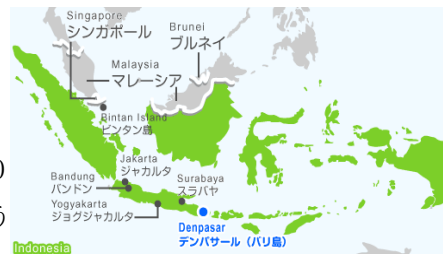 Singapore
シンガポール
Brunei
ブルネイ
Malaysia
マレーシア
Bintan Island
ビンタン島
Jakarta
ジャカルタ
Bandung
バンドン
Surabaya
スラバヤ
Yogyakarta
ジョグジャカルタ
Denpasar
デンパサール（バリ島）
Indonesia
)